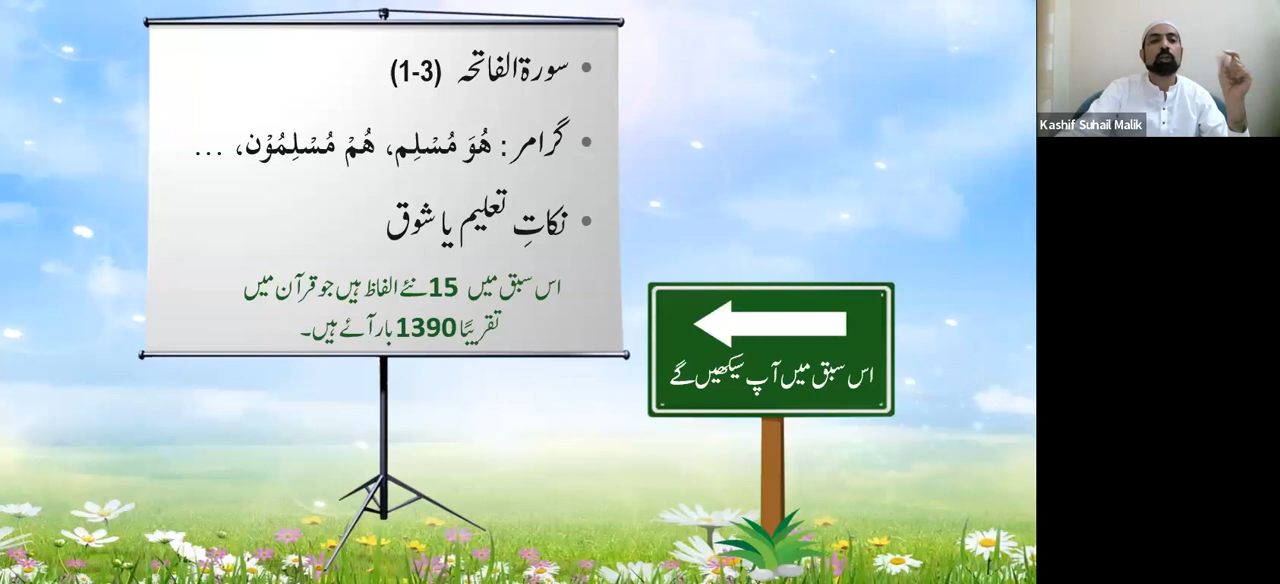 سورۃ الفاتحہ (1-3)
گرامر: هُوَ مُسْلِم، هُمْ مُسْلِمُوْن، ...
نکاتِ تعلیم یا شوق
اس سبق میں 15 نئے الفاظ ہیں جو قرآن میں
تقریبًا 1390 بار آئے ہیں۔
اس سبق میں آپ سیکھیں گے
Kashif Suhail Malik